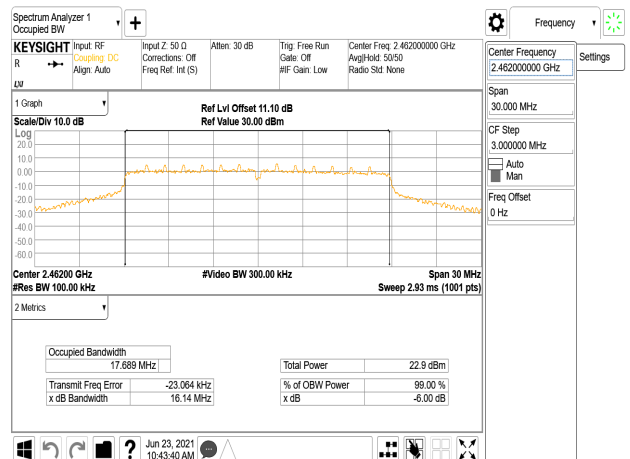 Spectrum Analyzer 1
Occupied BW
Frequency
KEYSIGHT
R
LXI
Input: RF
Coupling: DC
Align: Auto
Input Z: 50 Ω
Corrections: Off
Freq Ref: Int (S)
Atten: 30 dB
Trig: Free Run
Gate: Off
#IF Gain: Low
Center Freq: 2.462000000 GHz
Avg|Hold: 50/50
Radio Std: None
Center Frequency
2.462000000 GHz
Settings
Span
30.000 MHz
CF Step
3.000000 MHz
Auto
Man
Freq Offset
0 Hz
1 Graph
Scale/Div 10.0 dB
Ref Lvl Offset 11.10 dB
Ref Value 30.00 dBm
Log
20.0
10.0
0.00
-10.0
-20.0
-30.0
-40.0
-50.0
-60.0
Center 2.46200 GHz
#Video BW 300.00 kHz
Span 30 MHz
#Res BW 100.00 kHz
Sweep 2.93 ms (1001 pts)
2 Metrics
Occupied Bandwidth
17.689 MHz
Total Power 22.9 dBm
Transmit Freq Error -23.064 kHz
% of OBW Power 99.00 %
x dB Bandwidth 16.14 MHz
x dB -6.00 dB
?
Jun 23, 2021
10:43:40 AM